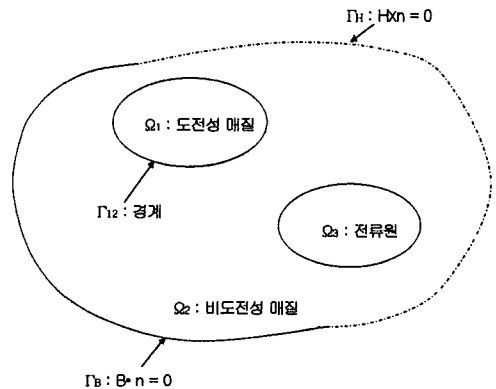 ΓH : H×n = 0
Ω1 : 도전성 매질
Γ12 : 경계
Ω3 : 전류원
Ω2 : 비도전성 매질
ΓB : B• n = 0